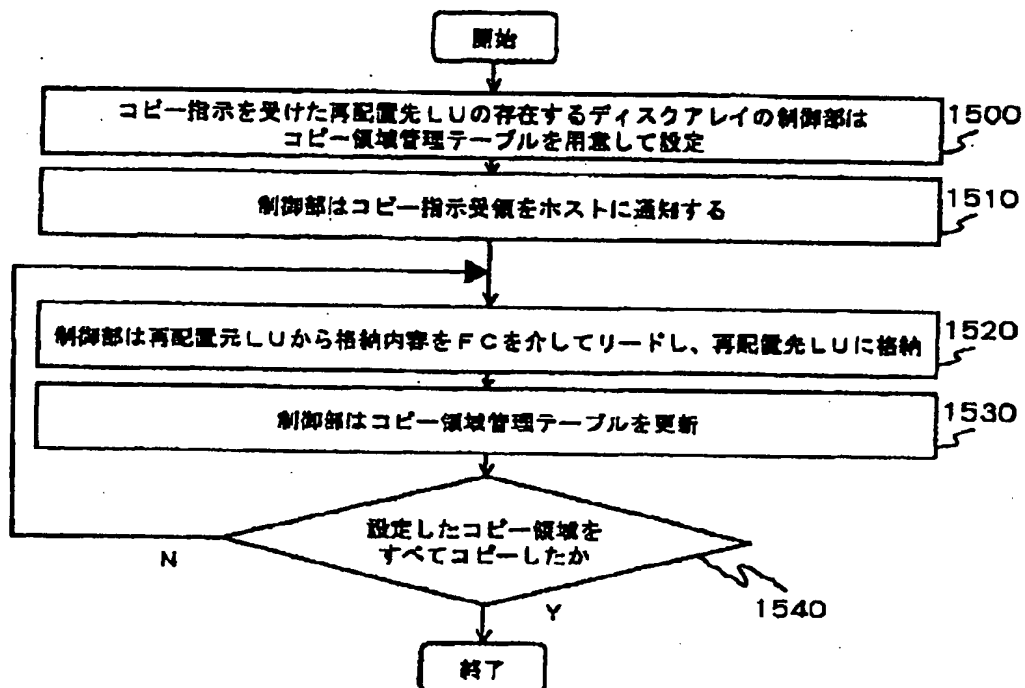 開始
コピー指示を受けた再配置先LUの存在するディスクアレイの制御部は
コピー領域管理テーブルを用意して設定
1500
制御部はコピー指示受領をホストに通知する
1510
制御部は再配置元LUから格納内容をFCを介してリードし、再配置先LUに格納
1520
制御部はコピー領域管理テーブルを更新
1530
設定したコピー領域を
すべてコピーしたか
N
Y
1540
終了